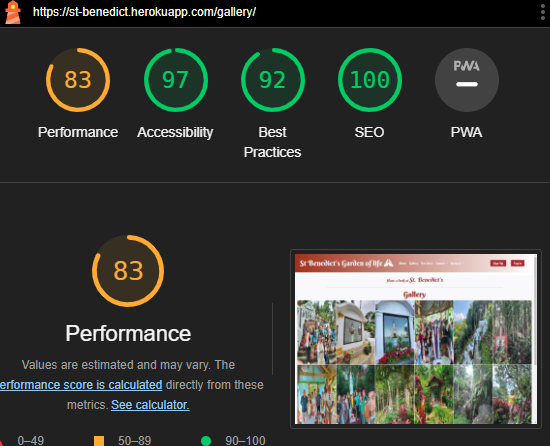 https://st-benedict.herokuapp.com/gallery/
83
97
92
100
PWA
Performance
Accessibility
Best
Practices
SEO
PWA
83
St Benedict's Garden of life
St. Benedict's
Gallery
Performance
Values are estimated and may vary. The
erformance score is calculated directly from these
metrics. See calculator.
0–49
50–89
90–100